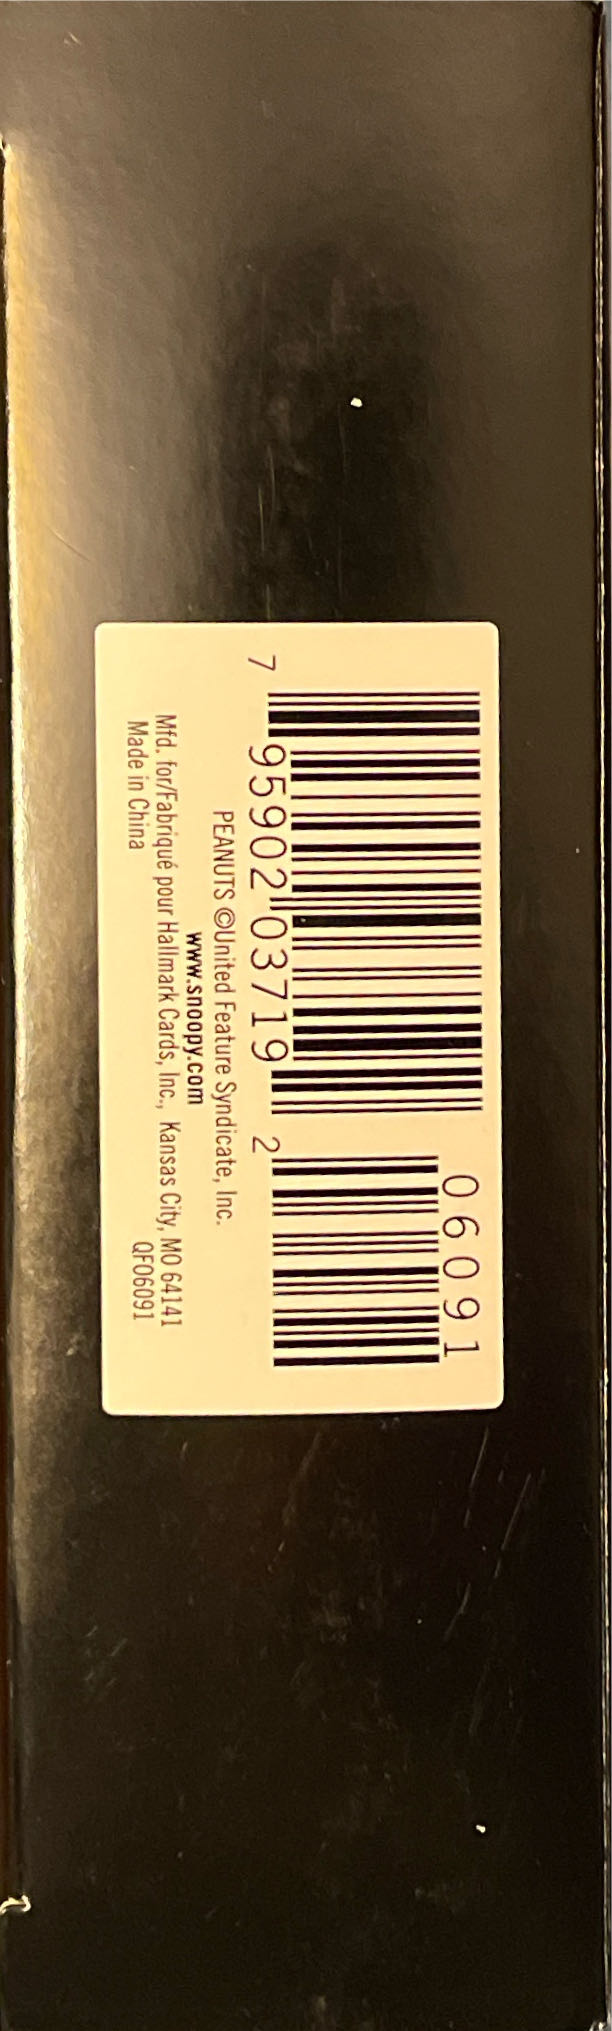 06091
7 95902 03719 2
PEANUTS ©United Feature Syndicate, Inc.
www.snoopy.com
Mfd. for/Fabriqué pour Hallmark Cards, Inc., Kansas City, MO 64141
Made in China QFO6091